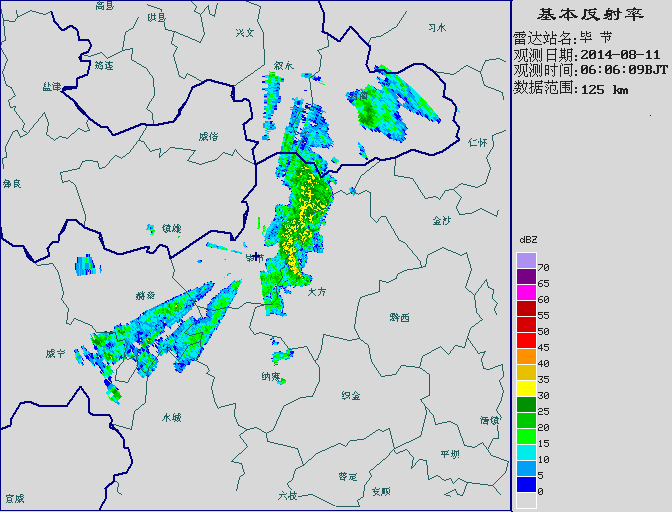 基本反射率
雷达站名:毕 节
观测日期:2014-08-11
观测时间:06:06:09BJT
数据范围:125 km
高县
珙县
兴文
习水
筠连
叙永
盐津
威信
仁怀
彝良
镇雄
金沙
毕节
赫章
大方
黔西
威宁
纳雍
织金
水城
清镇
平坝
普定
宣威
六枝
安顺
dBZ
70
65
60
55
50
45
40
35
30
25
20
15
10
5
0